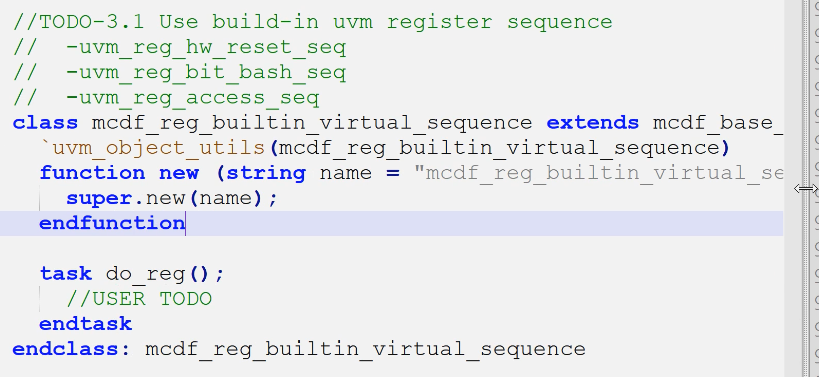 //TODO-3.1 Use build-in uvm register sequence
//  -uvm_reg_hw_reset_seq
//  -uvm_reg_bit_bash_seq
//  -uvm_reg_access_seq
class mcdf_reg_builtin_virtual_sequence extends mcdf_base_
  `uvm_object_utils(mcdf_reg_builtin_virtual_sequence)
  function new (string name = "mcdf_reg_builtin_virtual_se
    super.new(name);
  endfunction
  task do_reg();
    //USER TODO
  endtask
endclass: mcdf_reg_builtin_virtual_sequence